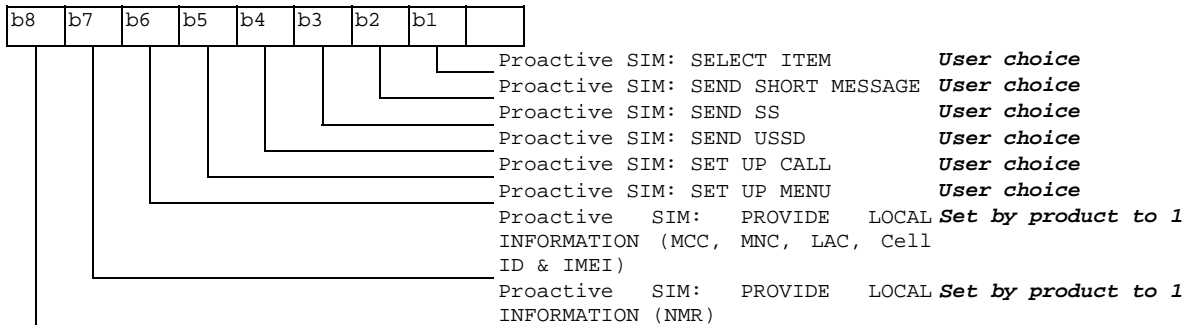 b8 b7 b6 b5 b4 b3 b2 b1
Proactive SIM: SELECT ITEM User choice
Proactive SIM: SEND SHORT MESSAGE User choice
Proactive SIM: SEND SS User choice
Proactive SIM: SEND USSD User choice
Proactive SIM: SET UP CALL User choice
Proactive SIM: SET UP MENU User choice
Proactive SIM: PROVIDE LOCAL Set by product to 1
INFORMATION (MCC, MNC, LAC, Cell
ID & IMEI)
Proactive SIM: PROVIDE LOCAL Set by product to 1
INFORMATION (NMR)